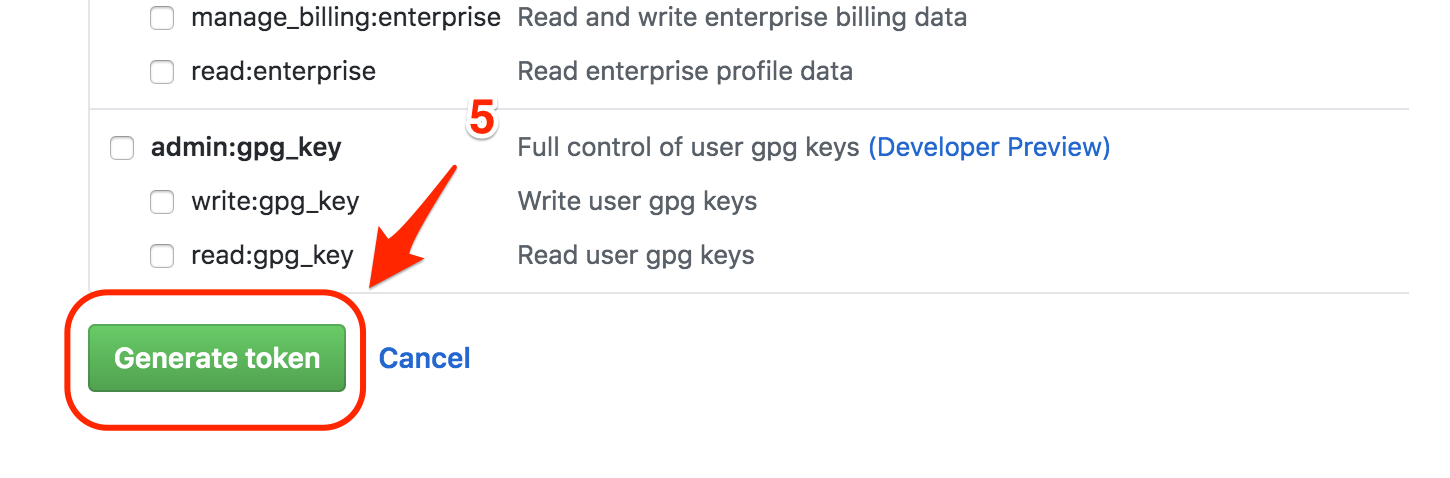 manage_billing:enterprise Read and write enterprise billing data
read:enterprise Read enterprise profile data
5
admin:gpg_key Full control of user gpg keys (Developer Preview)
write:gpg_key Write user gpg keys
read:gpg_key Read user gpg keys
Generate token Cancel